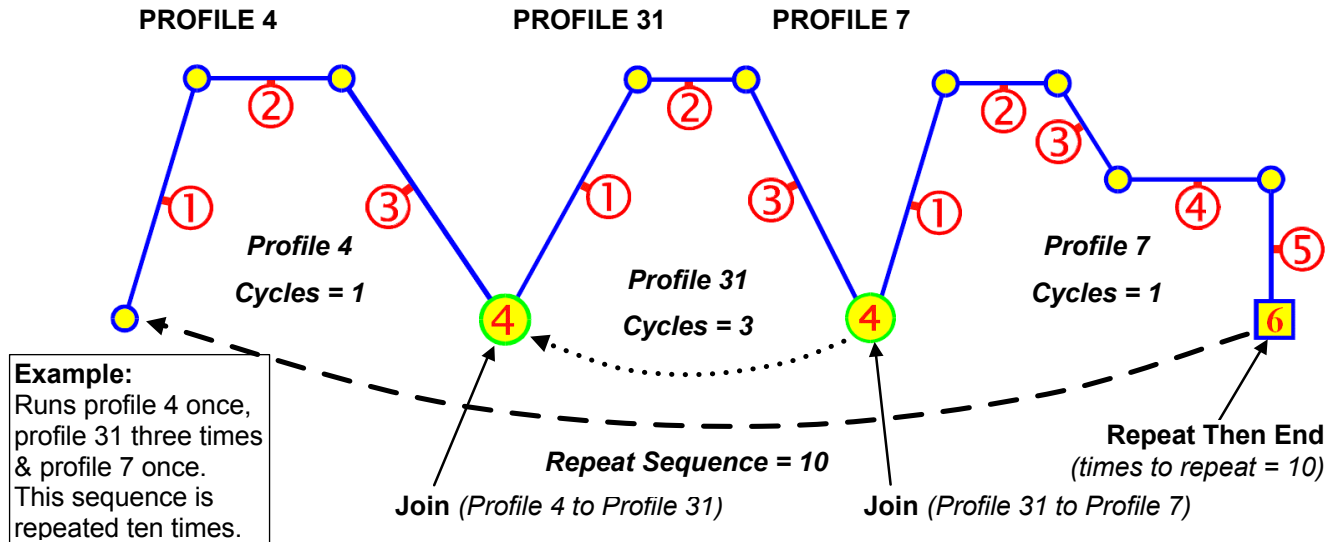 PROFILE 4 PROFILE 31 PROFILE 7
② ② ②
③
① ③ ① ③ ① ④
⑤
Profile 4
Cycles = 1
Profile 31
Cycles = 3
Profile 7
Cycles = 1
4 4 6
Example:
Runs profile 4 once,
profile 31 three times
& profile 7 once.
This sequence is
repeated ten times.
Repeat Sequence = 10
Repeat Then End
(times to repeat = 10)
Join (Profile 4 to Profile 31)
Join (Profile 31 to Profile 7)